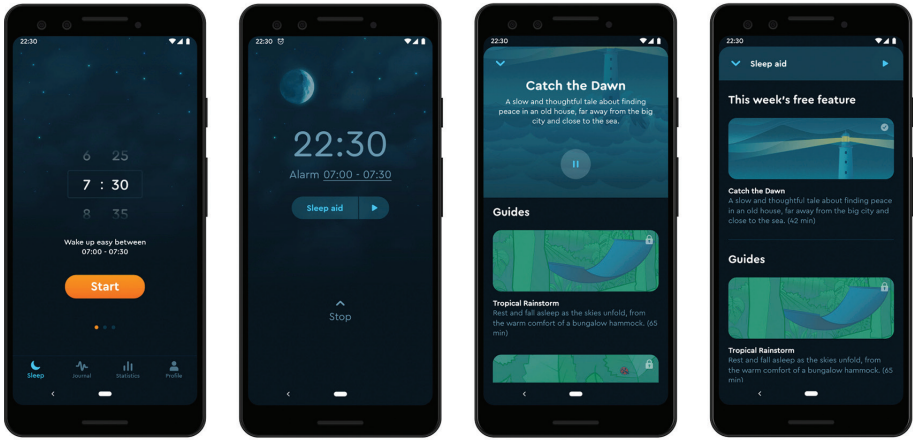 22:30
6 25
7 : 30
8 35
Wake up easy between
07:00 - 07:30
Start
Sleep
Journal
Statistics
Profile
22:30
22:30
Alarm 07:00 - 07:30
Sleep aid
Stop
22:30
Catch the Dawn
A slow and thoughtful tale about finding
peace in an old house, far away from the big
city and close to the sea.
Guides
Tropical Rainstorm
Rest and fall asleep as the skies unfold, from
the warm comfort of a bungalow hammock. (65
min)
22:30
Sleep aid
This week's free feature
Catch the Dawn
A slow and thoughtful tale about finding peace
in an old house, far away from the big city and
close to the sea. (42 min)
Guides
Tropical Rainstorm
Rest and fall asleep as the skies unfold, from
the warm comfort of a bungalow hammock. (65
min)